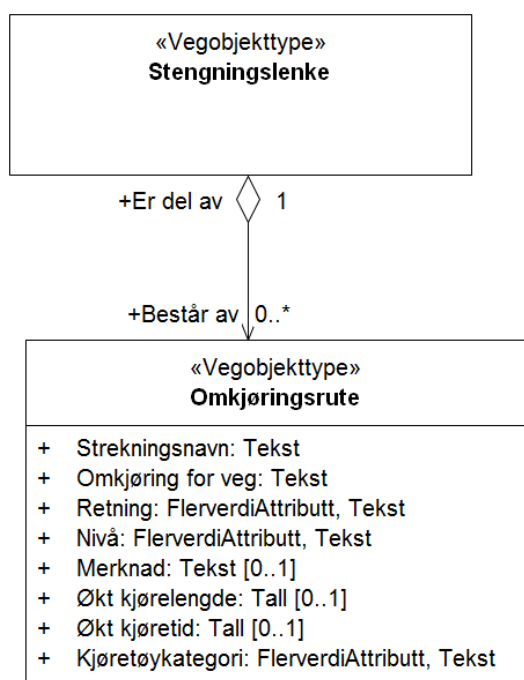 «Vegobjekttype»
Stengningslenke
+Er del av 1
+Består av 0..*
«Vegobjekttype»
Omkjøringsrute
+ Strekningsnavn: Tekst
+ Omkjøring for veg: Tekst
+ Retning: FlerverdiAttributt, Tekst
+ Nivå: FlerverdiAttributt, Tekst
+ Merknad: Tekst [0..1]
+ Økt kjørelengde: Tall [0..1]
+ Økt kjøretid: Tall [0..1]
+ Kjøretøykategori: FlerverdiAttributt, Tekst